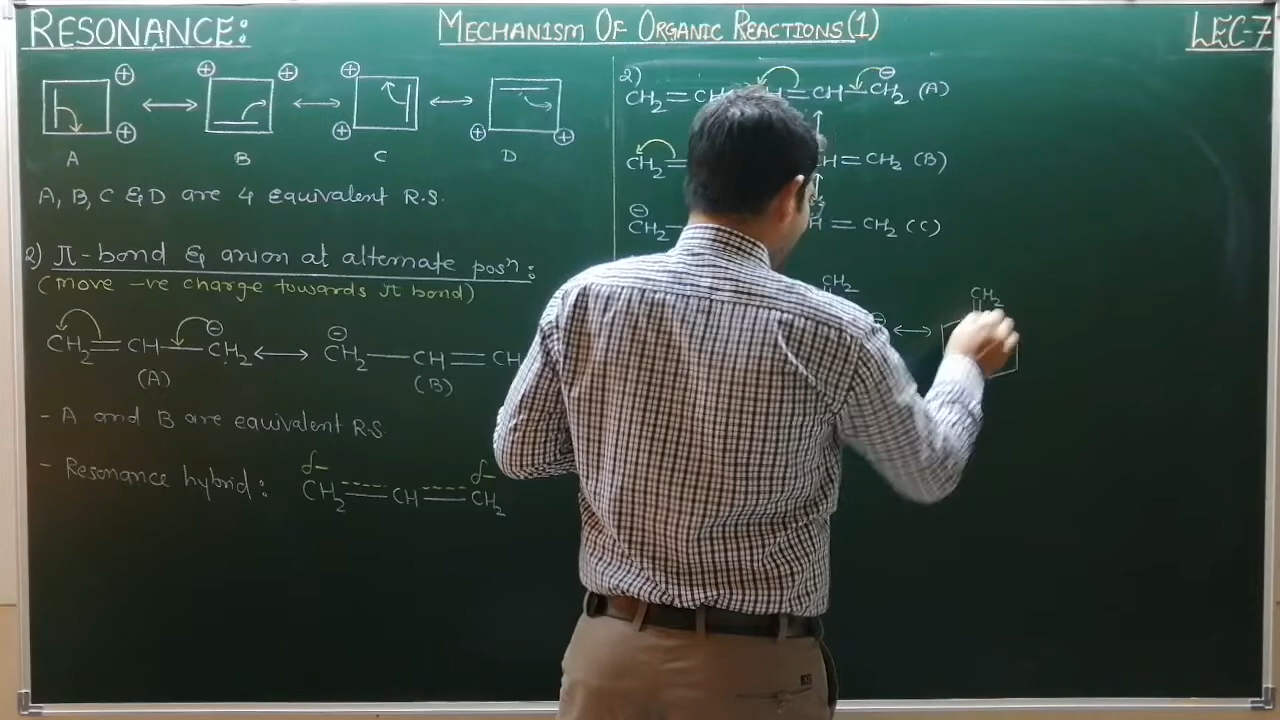 RESONANCE:
MECHANISM OF ORGANIC REACTIONS(1)
LEC-7
⊕ ⊕ ⊕ ⊕
⊕ ⊕ ⊕ ⊕
A B C D
A, B, C & D are 4 equivalent R.S.
2) π-bond & anion at alternate posⁿ:
(move -ve charge towards π bond)
CH₂=CH–CH₂⊖ ↔ ⊖CH₂–CH=CH
(A) (B)
- A and B are equivalent R.S.
- Resonance hybrid: δ- δ-
CH₂=CH=CH₂
2)
CH₂=CH H=CH–CH₂⊖ (A)
CH₂= H=CH₂ (B)
⊖CH₂– H=CH₂ (C)
CH₂
⊖ ↔
CH₂